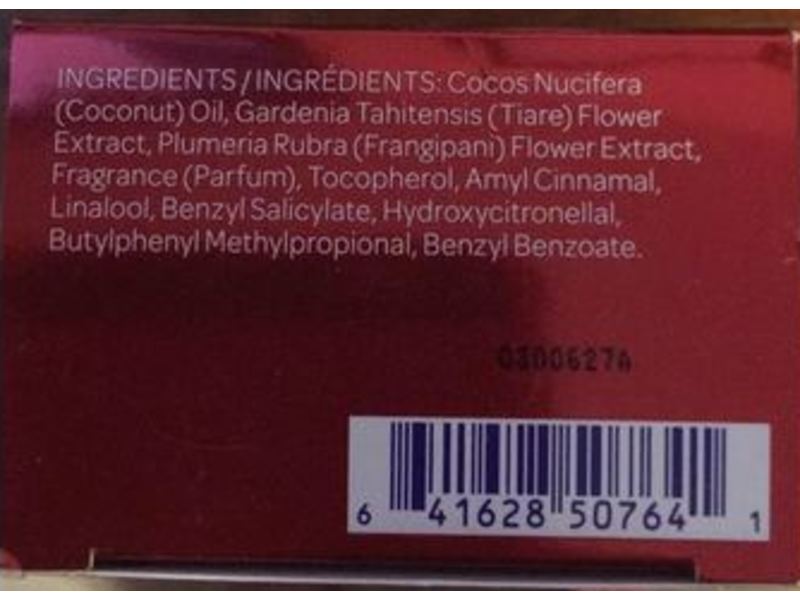 INGREDIENTS/INGRÉDIENTS: Cocos Nucifera
(Coconut) Oil, Gardenia Tahitensis (Tiare) Flower
Extract, Plumeria Rubra (Frangipani) Flower Extract,
Fragrance (Parfum), Tocopherol, Amyl Cinnamal,
Linalool, Benzyl Salicylate, Hydroxycitronellal,
Butylphenyl Methylpropional, Benzyl Benzoate.
6 41628 50764 1